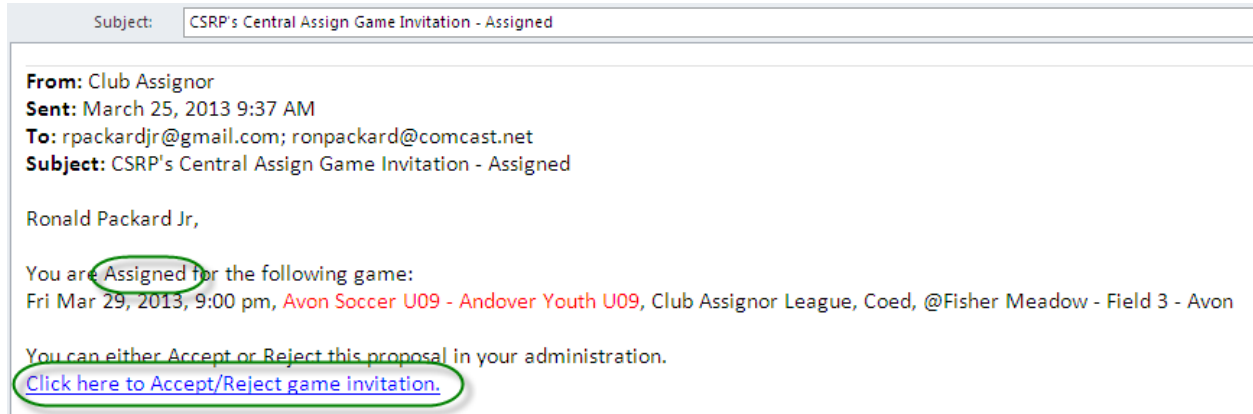 Subject: CSRP's Central Assign Game Invitation - Assigned
From: Club Assignor
Sent: March 25, 2013 9:37 AM
To: rpackardjr@gmail.com; ronpackard@comcast.net
Subject: CSRP's Central Assign Game Invitation - Assigned
Ronald Packard Jr,
You are Assigned for the following game:
Fri Mar 29, 2013, 9:00 pm, Avon Soccer U09 - Andover Youth U09, Club Assignor League, Coed, @Fisher Meadow - Field 3 - Avon
You can either Accept or Reject this proposal in your administration.
Click here to Accept/Reject game invitation.